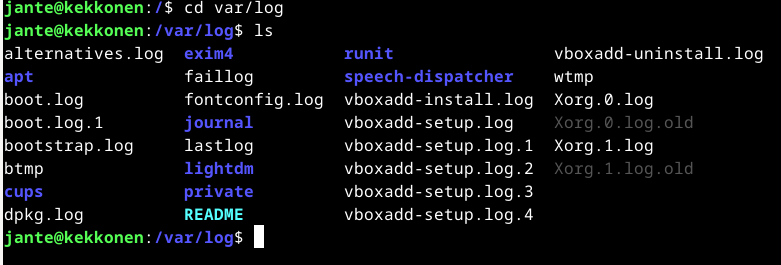 jante@kekkonen:/$ cd var/log
jante@kekkonen:/var/log$ ls
alternatives.log  exim4           runit                vboxadd-uninstall.log
apt               faillog         speech-dispatcher    wtmp
boot.log          fontconfig.log  vboxadd-install.log  Xorg.0.log
boot.log.1        journal         vboxadd-setup.log    Xorg.0.log.old
bootstrap.log     lastlog         vboxadd-setup.log.1  Xorg.1.log
btmp              lightdm         vboxadd-setup.log.2  Xorg.1.log.old
cups              private         vboxadd-setup.log.3
dpkg.log          README          vboxadd-setup.log.4
jante@kekkonen:/var/log$